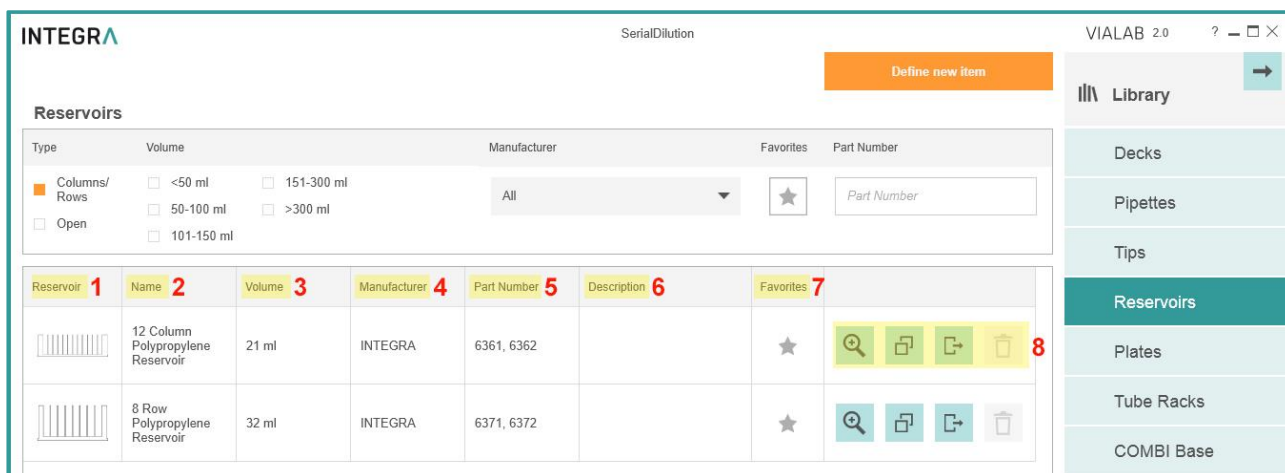 INTEGRA SerialDilution VIALAB 2.0 ?
Define new item
Library
Reservoirs
Type Volume Manufacturer Favorites Part Number
Columns/
Rows
Open
<50 ml
50-100 ml
101-150 ml
151-300 ml
>300 ml
All
Part Number
Reservoir 1 Name 2 Volume 3 Manufacturer 4 Part Number 5 Description 6 Favorites 7
12 Column
Polypropylene
Reservoir
21 ml INTEGRA 6361, 6362
8
8 Row
Polypropylene
Reservoir
32 ml INTEGRA 6371, 6372
Decks
Pipettes
Tips
Reservoirs
Plates
Tube Racks
COMBI Base